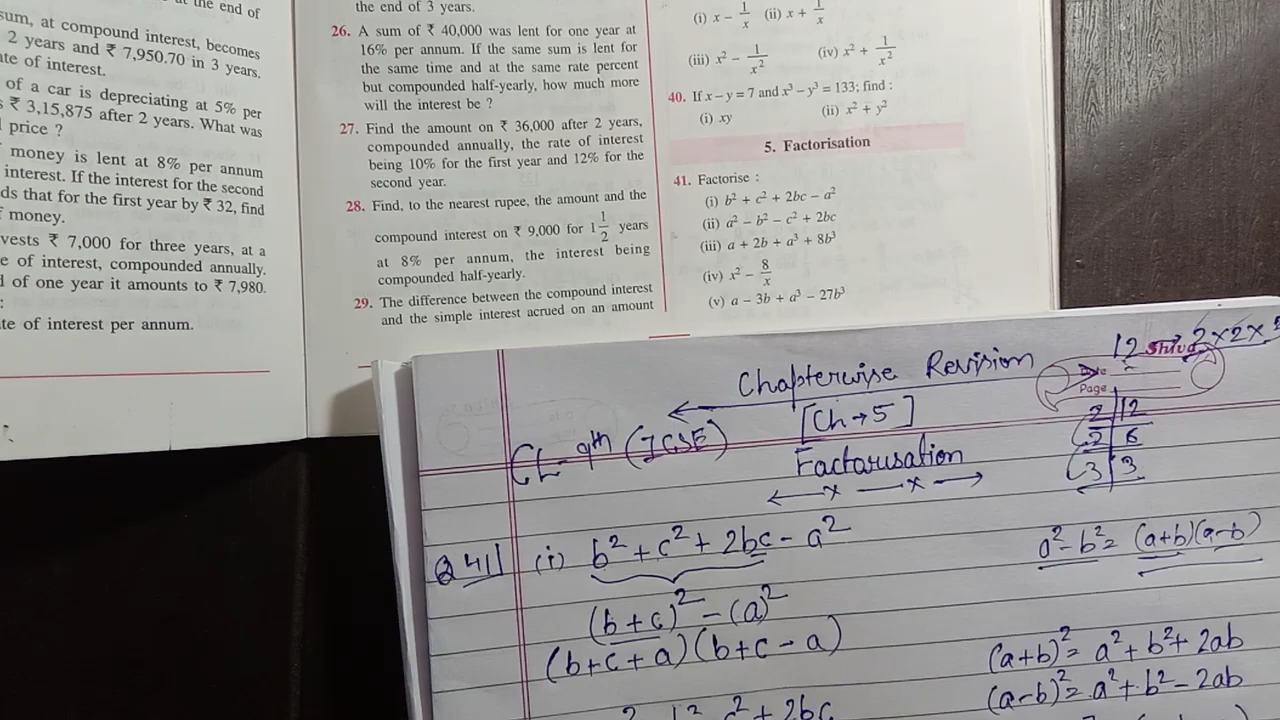 at the end of
sum, at compound interest, becomes
2 years and ₹ 7,950.70 in 3 years.
ate of interest.
of a car is depreciating at 5% per
₹ 3,15,875 after 2 years. What was
price ?
money is lent at 8% per annum
interest. If the interest for the second
ds that for the first year by ₹ 32, find
money.
vests ₹ 7,000 for three years, at a
e of interest, compounded annually.
of one year it amounts to ₹ 7,980.
:
te of interest per annum.
the end of 3 years.
26. A sum of ₹ 40,000 was lent for one year at
16% per annum. If the same sum is lent for
the same time and at the same rate percent
but compounded half-yearly, how much more
will the interest be ?
27. Find the amount on ₹ 36,000 after 2 years,
compounded annually, the rate of interest
being 10% for the first year and 12% for the
second year.
28. Find, to the nearest rupee, the amount and the
compound interest on ₹ 9,000 for 1 1/2 years
at 8% per annum, the interest being
compounded half-yearly.
29. The difference between the compound interest
and the simple interest acrued on an amount
(i) x − 1/x (ii) x + 1/x
(iii) x² − 1/x² (iv) x² + 1/x²
40. If x − y = 7 and x³ − y³ = 133; find :
(i) xy (ii) x² + y²
5. Factorisation
41. Factorise :
(i) b² + c² + 2bc − a²
(ii) a² − b² − c² + 2bc
(iii) a + 2b + a³ + 8b³
(iv) x² − 8/x
(v) a − 3b + a³ − 27b³
Chapterwise Revision
[Ch → 5]
CL - 9th (ICSE)
Factorisation
12 → 2×2×3
Shiva
Date
Page
2 | 12
2 | 6
3 | 3
Q 41] (i) b² + c² + 2bc − a²
a² − b² = (a+b)(a−b)
(b+c)² − (a)²
(b+c+a)(b+c−a)
(a+b)² = a² + b² + 2ab
(a−b)² = a² + b² − 2ab
+ 2bc